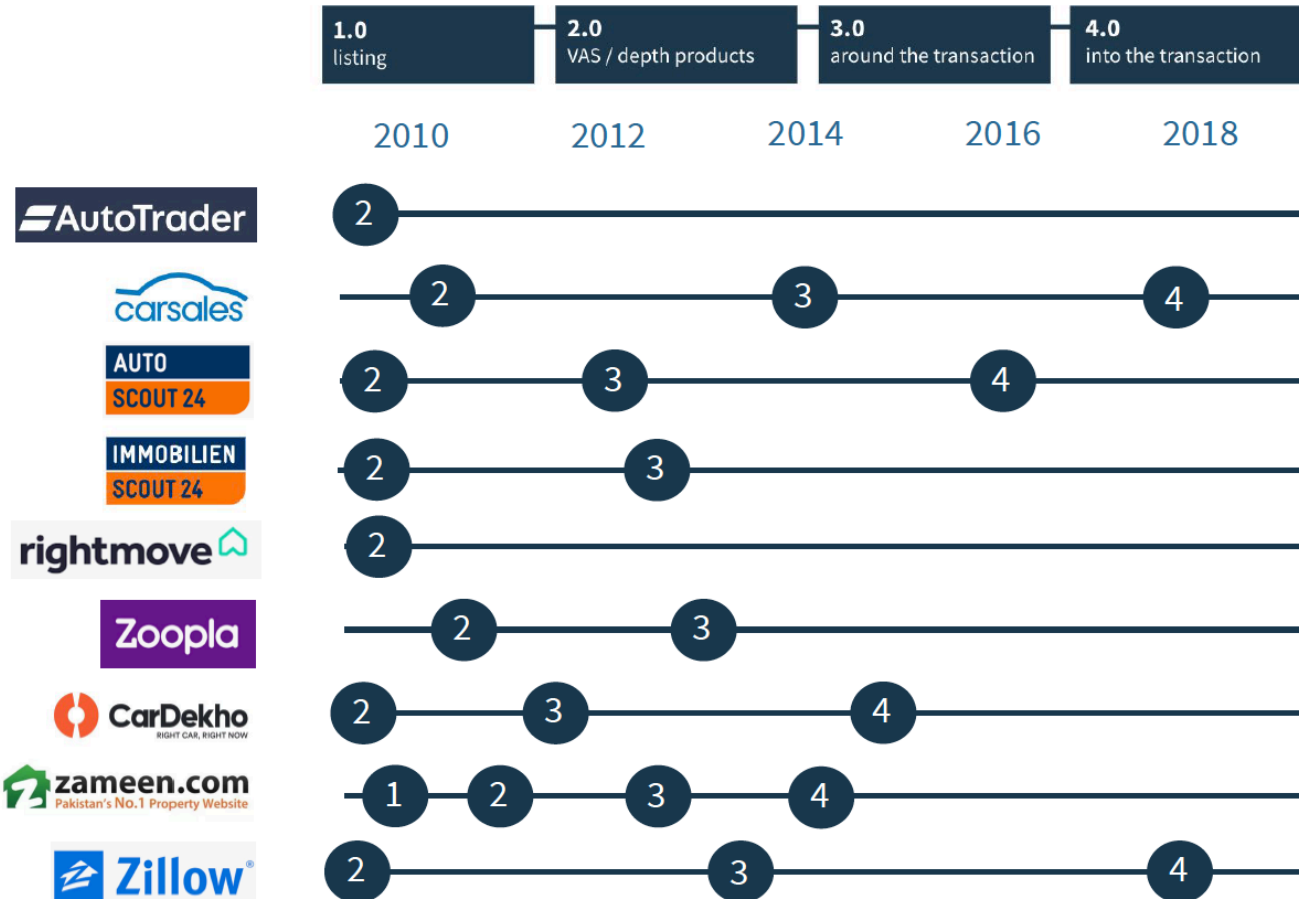 1.0
listing
2.0
VAS / depth products
3.0
around the transaction
4.0
into the transaction
2010 2012 2014 2016 2018
AutoTrader
2
carsales
2 3 4
AUTO
SCOUT 24
2 3 4
IMMOBILIEN
SCOUT 24
2 3
rightmove
2
Zoopla
2 3
CarDekho
RIGHT CAR, RIGHT NOW
2 3 4
zameen.com
Pakistan's No.1 Property Website
1 2 3 4
Zillow®
2 3 4